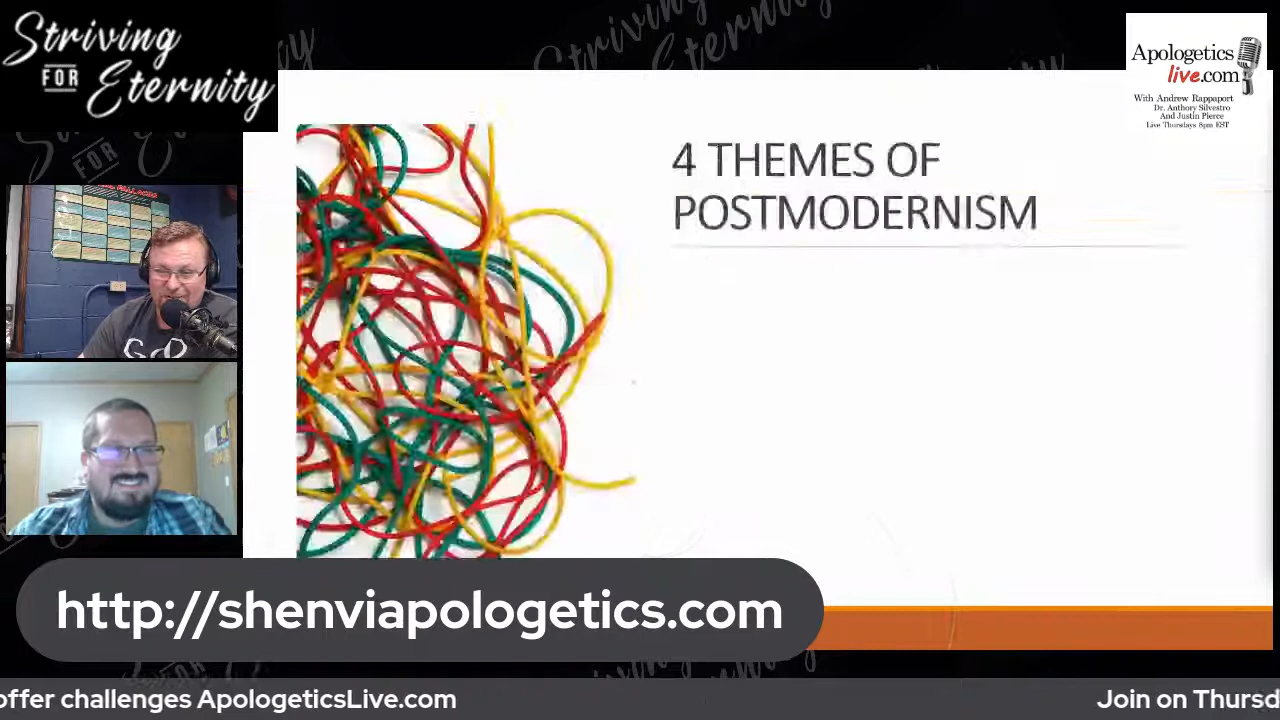 Striving
FOR
Eternity
Apologetics
live.com
With Andrew Rappaport
Dr. Anthony Silvestro
And Justin Pierce
Live Thursdays 8pm EST
4 THEMES OF
POSTMODERNISM
http://shenviapologetics.com
offer challenges ApologeticsLive.com
Join on Thursd